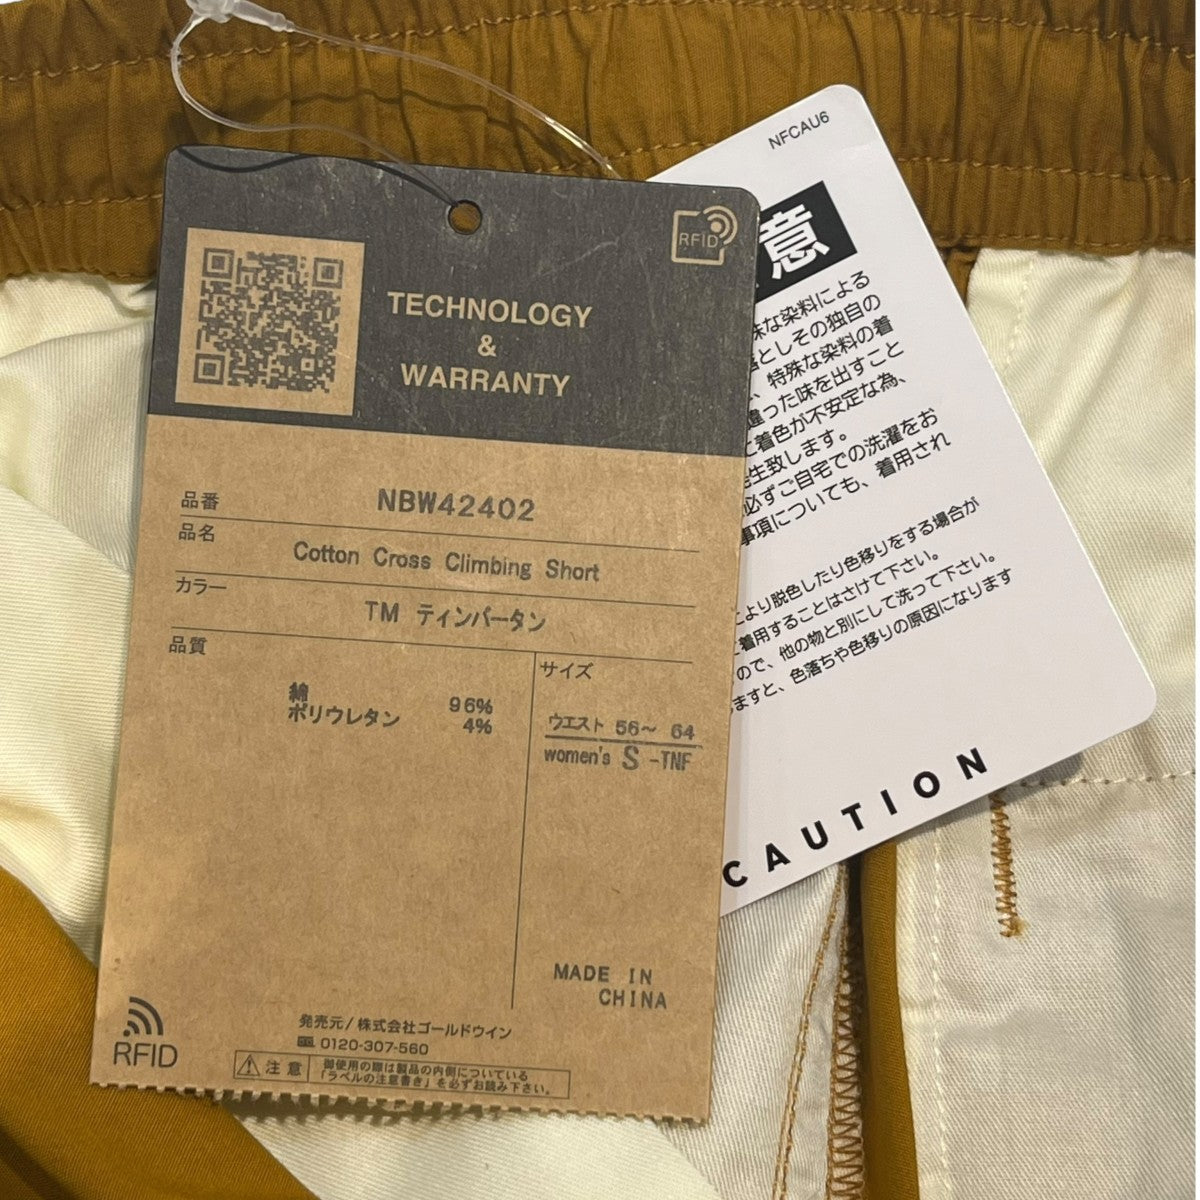 RFID
TECHNOLOGY
&
WARRANTY
品番 NBW42402
品名
Cotton Cross Climbing Short
カラー
TM ティンバータン
品質
綿 96%
ポリウレタン 4%
サイズ
ウエスト 56～ 64
women's S -TNF
MADE IN
CHINA
RFID
発売元/株式会社ゴールドウイン
0120-307-560
注意
御使用の際は製品の内側についている
「ラベルの注意書き」を必ずお読み下さい。
NFCAU6
意
殊な染料による
としその独自の
、特殊な染料の着
違った味を出すこと
着色が不安定な為、
生致します。
必ずご自宅での洗濯をお
事項についても、着用され
により脱色したり色移りをする場合が
着用することはさけて下さい。
ので、他の物と別にして洗って下さい。
ますと、色落ちや色移りの原因になります
CAUTION